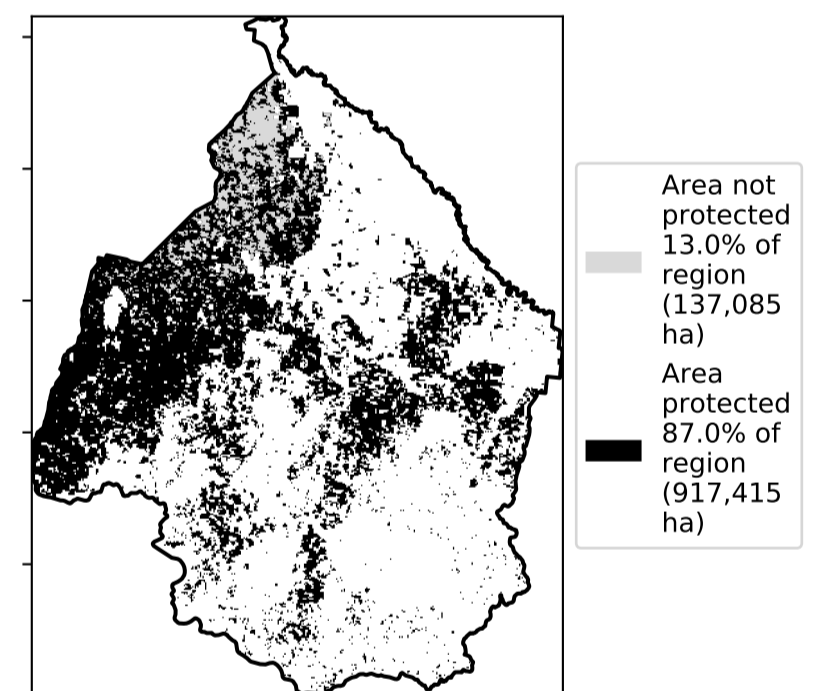 Area not
protected
13.0% of
region
(137,085
ha)
Area
protected
87.0% of
region
(917,415
ha)